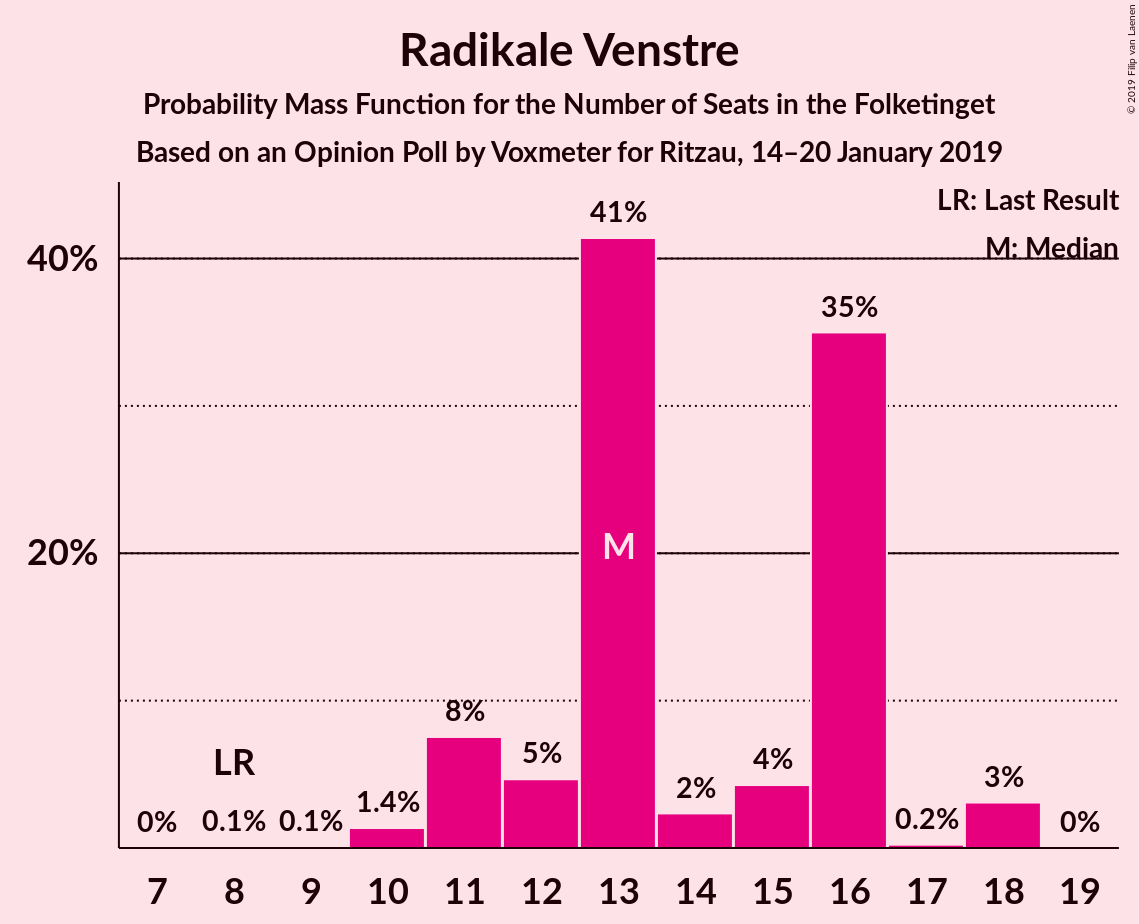 Radikale Venstre
Probability Mass Function for the Number of Seats in the Folketinget
Based on an Opinion Poll by Voxmeter for Ritzau, 14–20 January 2019
© 2019 Filip van Laenen
LR: Last Result
M: Median
40%
20%
41%
35%
M
8%
5%
LR
4%
2%
3%
1.4%
0%
0.1%
0.1%
0.2%
0%
7 8 9 10 11 12 13 14 15 16 17 18 19